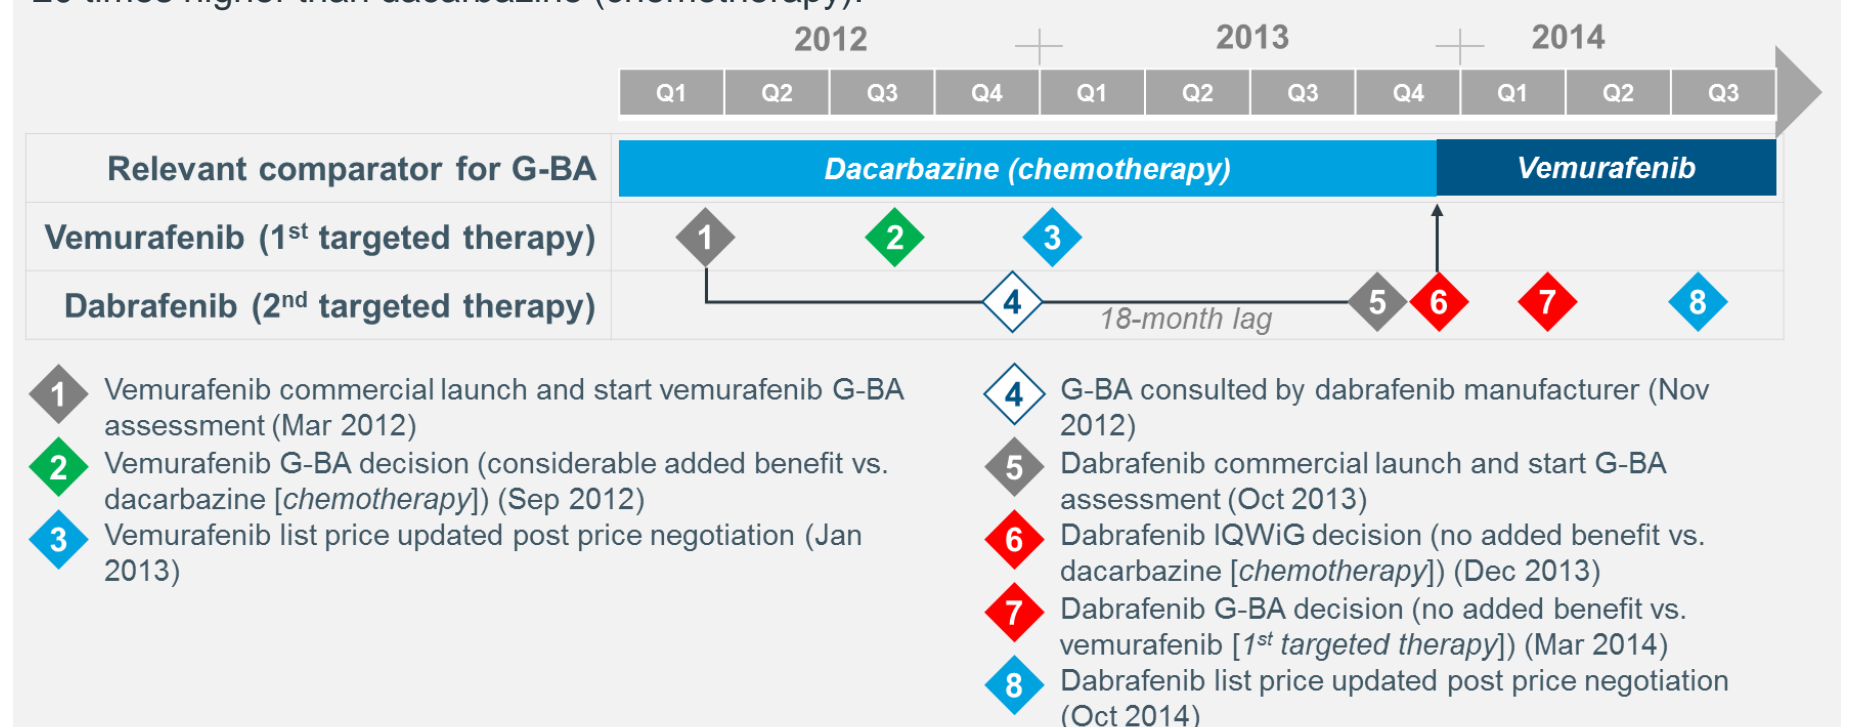 20 times higher than dacarbazine (chemotherapy).
2012 2013 2014
Q1 Q2 Q3 Q4 Q1 Q2 Q3 Q4 Q1 Q2 Q3
Relevant comparator for G-BA Dacarbazine (chemotherapy) Vemurafenib
Vemurafenib (1st targeted therapy) 1 2 3
Dabrafenib (2nd targeted therapy) 4 5 6 7 8
18-month lag
1 Vemurafenib commercial launch and start vemurafenib G-BA
assessment (Mar 2012)
2 Vemurafenib G-BA decision (considerable added benefit vs.
dacarbazine [chemotherapy]) (Sep 2012)
3 Vemurafenib list price updated post price negotiation (Jan
2013)
4 G-BA consulted by dabrafenib manufacturer (Nov
2012)
5 Dabrafenib commercial launch and start G-BA
assessment (Oct 2013)
6 Dabrafenib IQWiG decision (no added benefit vs.
dacarbazine [chemotherapy]) (Dec 2013)
7 Dabrafenib G-BA decision (no added benefit vs.
vemurafenib [1st targeted therapy]) (Mar 2014)
8 Dabrafenib list price updated post price negotiation
(Oct 2014)